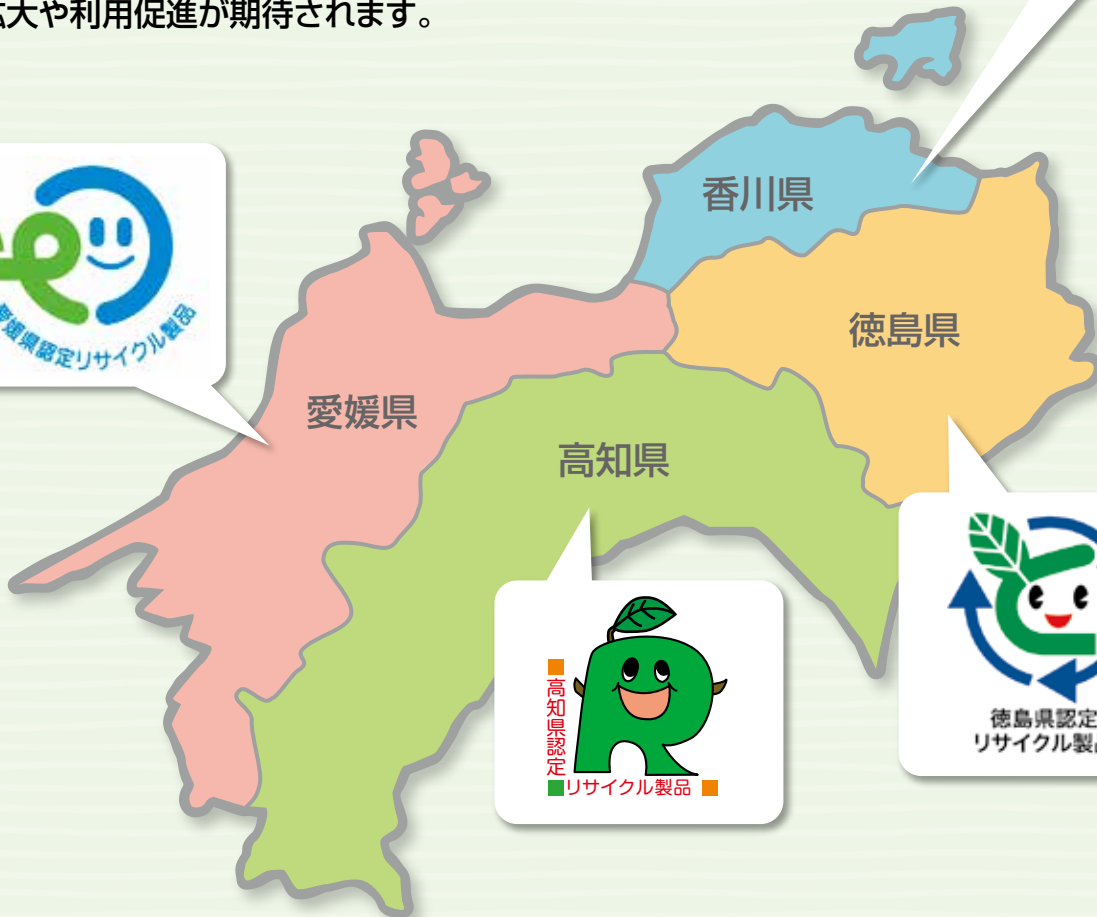 拡大や利用促進が期待されます。
香川県
徳島県
愛媛県
高知県
愛媛県認定リサイクル製品
高知県認定
リサイクル製品
徳島県認定
リサイクル製品